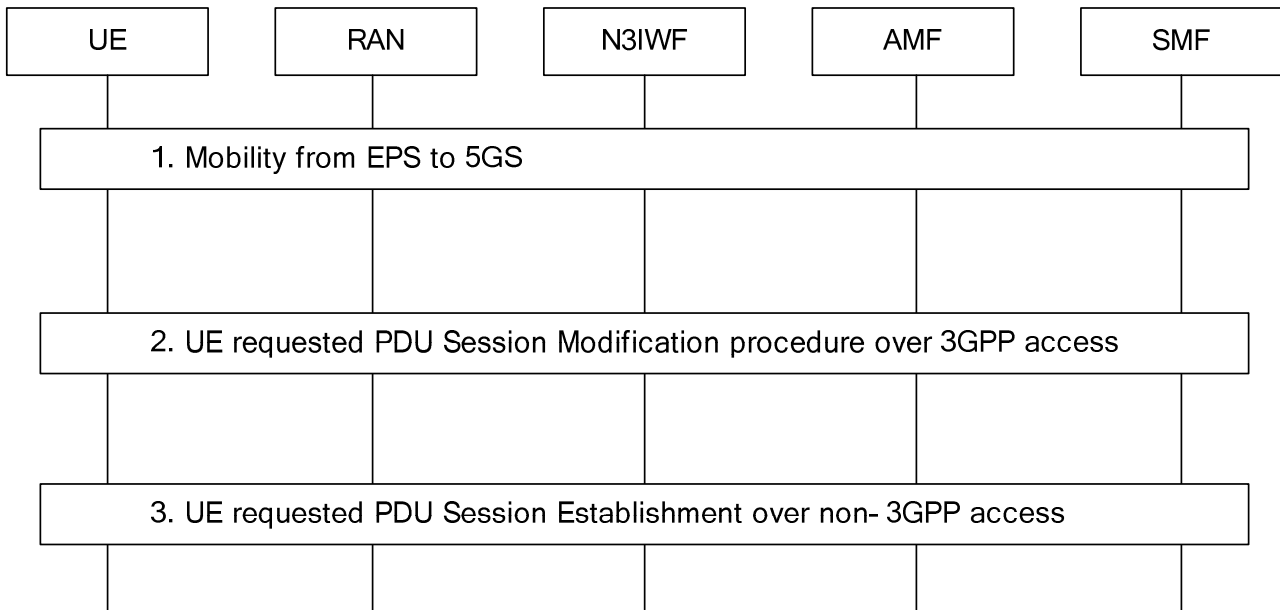 UE
RAN
N3IWF
AMF
SMF
1. Mobility from EPS to 5GS
2. UE requested PDU Session Modification procedure over 3GPP access
3. UE requested PDU Session Establishment over non- 3GPP access